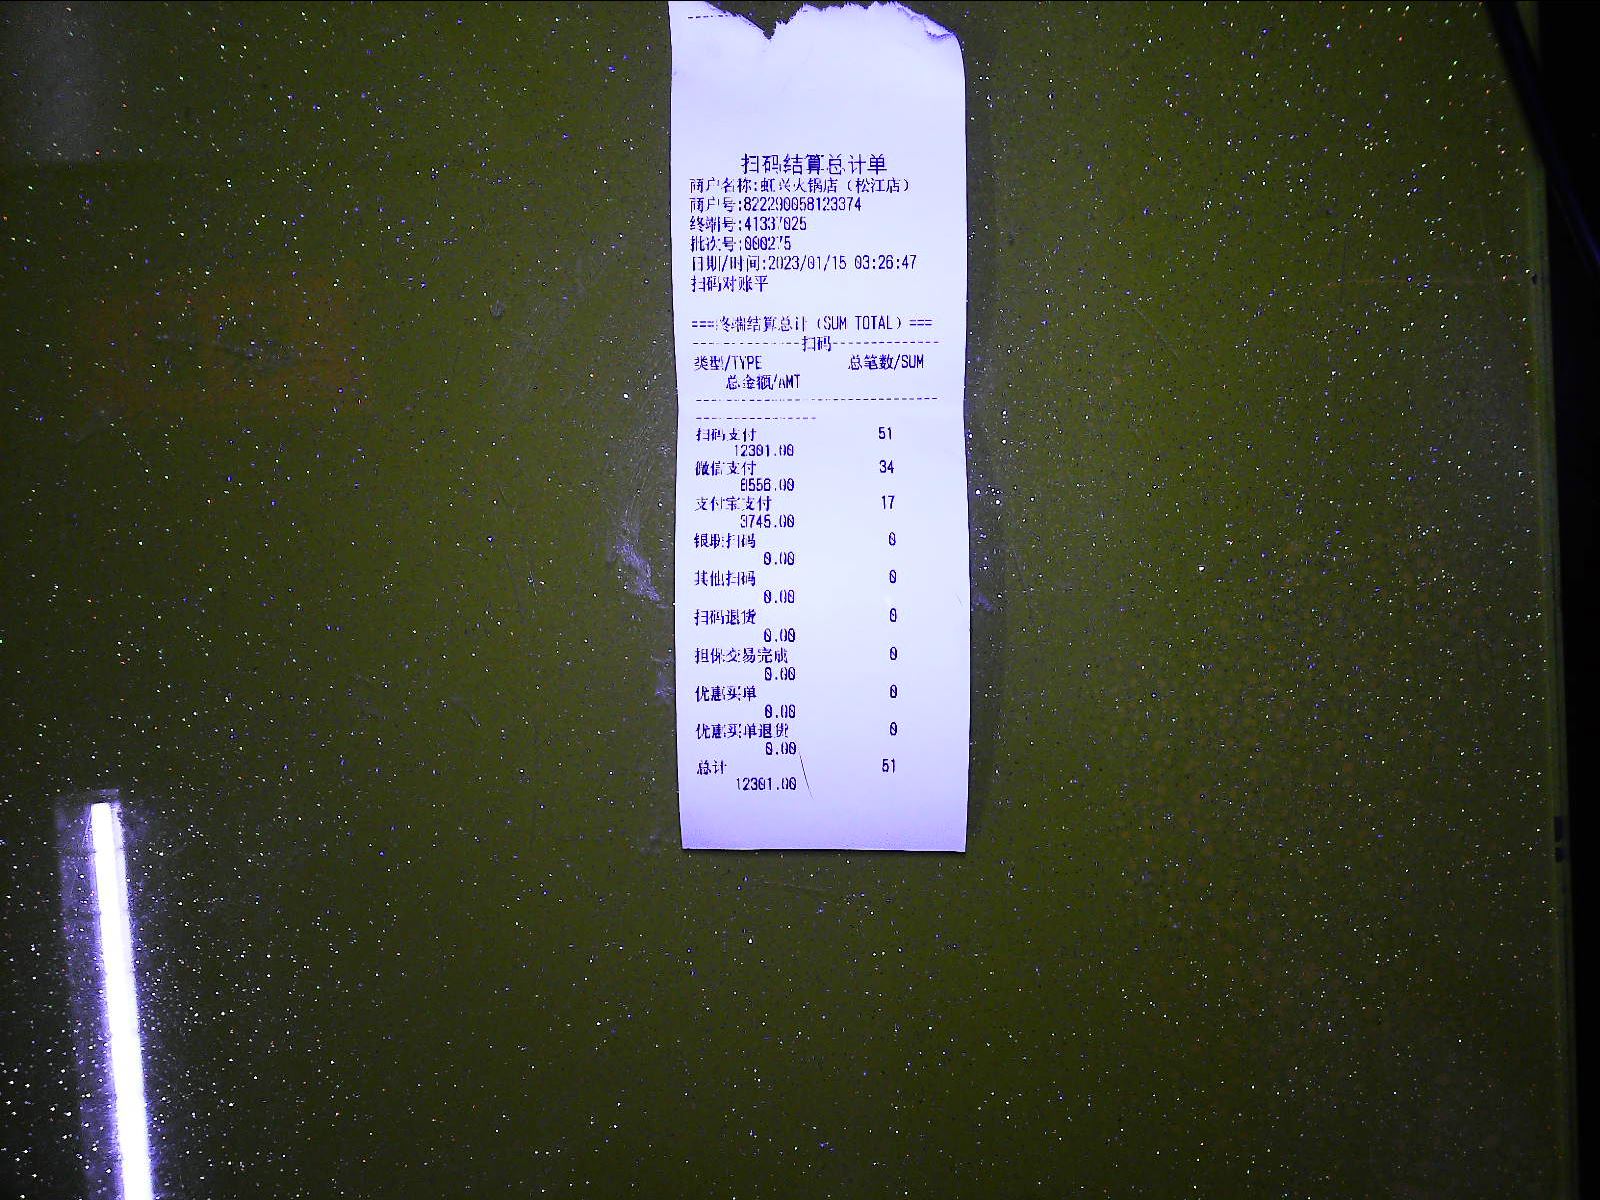 扫码结算总计单
商户名称:虹兴火锅店（松江店）
商户号:822290058123374
终端号:41337025
批次号:000275
日期/时间:2023/01/15 03:26:47
扫码对账平
===终端结算总计（SUM TOTAL）===
--------------扫码--------------
类型/TYPE 总笔数/SUM
总金额/AMT
扫码支付 51
12301.00
微信支付 34
8556.00
支付宝支付 17
3745.00
银联扫码 0
0.00
其他扫码 0
0.00
扫码退货 0
0.00
担保交易完成 0
0.00
优惠买单 0
0.00
优惠买单退货 0
0.00
总计 51
12301.00